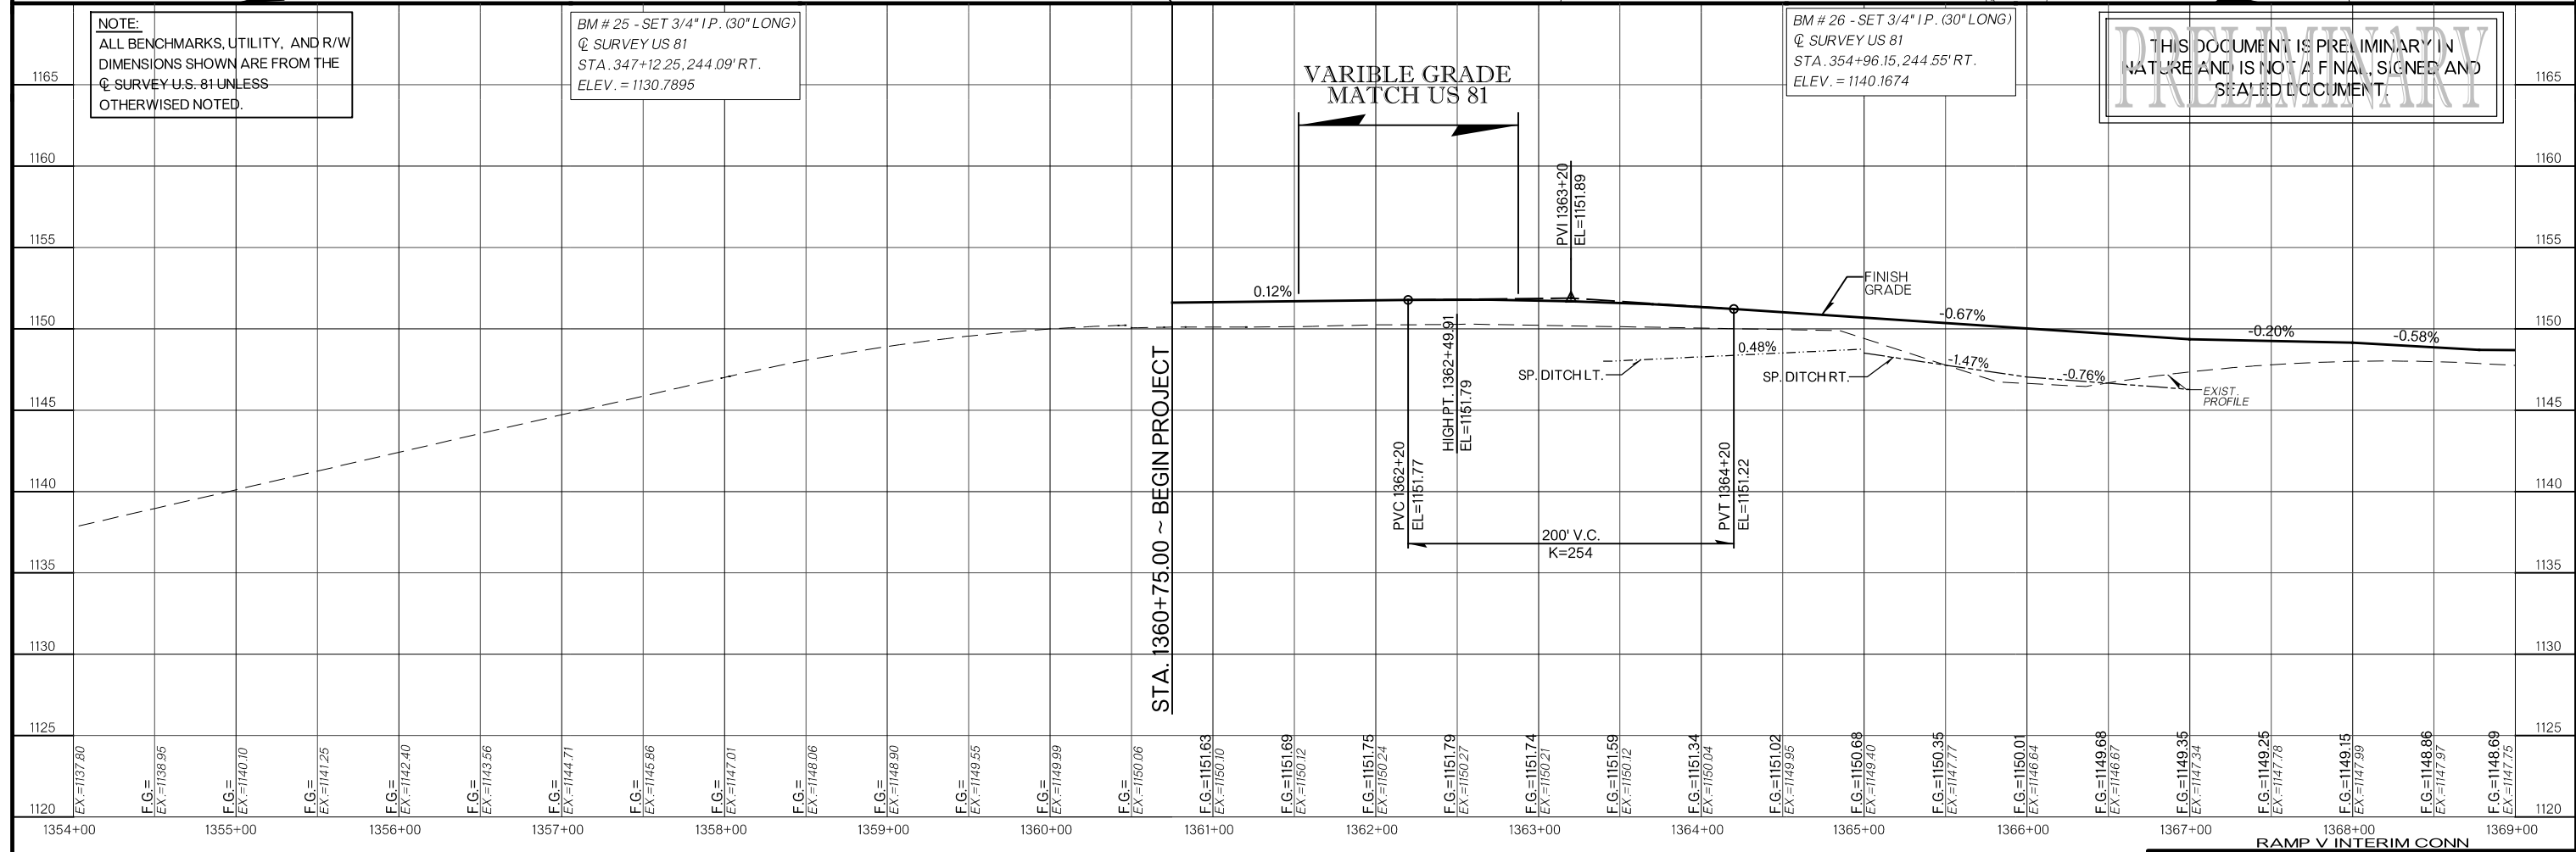 NOTE:
ALL BENCHMARKS, UTILITY, AND R/W
DIMENSIONS SHOWN ARE FROM THE
℄ SURVEY U.S. 81 UNLESS
OTHERWISED NOTED.
BM # 25 - SET 3/4" I.P. (30" LONG)
℄ SURVEY US 81
STA. 347+12.25, 244.09' RT.
ELEV. = 1130.7895
VARIBLE GRADE
MATCH US 81
BM # 26 - SET 3/4" I.P. (30" LONG)
℄ SURVEY US 81
STA. 354+96.15, 244.55' RT.
ELEV. = 1140.1674
PRELIMINARY
THIS DOCUMENT IS PRELIMINARY IN
NATURE AND IS NOT A FINAL, SIGNED AND
SEALED DOCUMENT.
1165
1165
1160
1160
1155
1155
1150
1150
1145
1145
1140
1140
1135
1135
1130
1130
1125
1125
1120
1120
STA. 1360+75.00 ~ BEGIN PROJECT
0.12%
PVI 1363+20
EL=1151.89
FINISH
GRADE
-0.67%
-0.20%
-0.58%
HIGH PT. 1362+49.91
EL=1151.79
SP. DITCH LT.
0.48%
SP. DITCH RT.
-1.47%
-0.76%
EXIST.
PROFILE
PVC 1362+20
EL=1151.77
PVT 1364+20
EL=1151.22
200' V.C.
K=254
EX.=1137.80
F.G.=
EX.=1138.95
F.G.=
EX.=1140.10
F.G.=
EX.=1141.25
F.G.=
EX.=1142.40
F.G.=
EX.=1143.56
F.G.=
EX.=1144.71
F.G.=
EX.=1145.86
F.G.=
EX.=1147.01
F.G.=
EX.=1148.06
F.G.=
EX.=1148.90
F.G.=
EX.=1149.55
F.G.=
EX.=1149.99
F.G.=
EX.=1150.06
F.G.=1151.63
EX.=1150.10
F.G.=1151.69
EX.=1150.12
F.G.=1151.75
EX.=1150.24
F.G.=1151.79
EX.=1150.27
F.G.=1151.74
EX.=1150.21
F.G.=1151.59
EX.=1150.12
F.G.=1151.34
EX.=1150.04
F.G.=1151.02
EX.=1149.95
F.G.=1150.68
EX.=1149.40
F.G.=1150.35
EX.=1147.77
F.G.=1150.01
EX.=1146.64
F.G.=1149.68
EX.=1146.67
F.G.=1149.35
EX.=1147.34
F.G.=1149.25
EX.=1147.78
F.G.=1149.15
EX.=1147.99
F.G.=1148.86
EX.=1147.97
F.G.=1148.69
EX.=1147.75
1354+00
1355+00
1356+00
1357+00
1358+00
1359+00
1360+00
1361+00
1362+00
1363+00
1364+00
1365+00
1366+00
1367+00
1368+00
1369+00
RAMP V INTERIM CONN